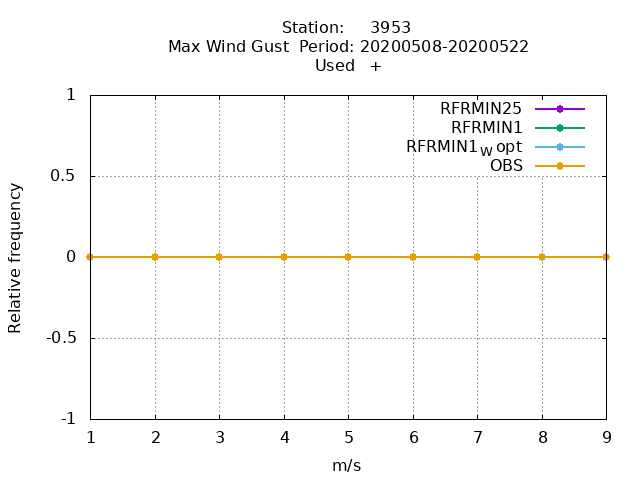 Station: 3953
Max Wind Gust Period: 20200508-20200522
Used +
RFRMIN25
RFRMIN1
RFRMIN1W opt
OBS
1
0.5
0
-0.5
-1
Relative frequency
1 2 3 4 5 6 7 8 9
m/s